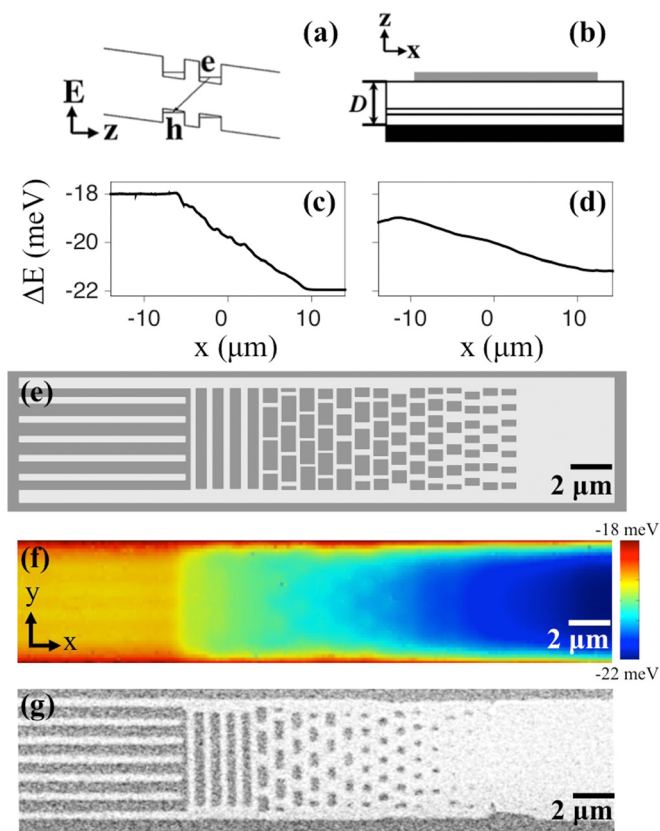 (a)
e
E
h
z
(b)
z
x
D
(c)
(d)
ΔE (meV)
-18
-20
-22
-10 0 10
-10 0 10
x (μm)
x (μm)
(e)
2 μm
(f)
y
x
2 μm
-18 meV
-22 meV
(g)
2 μm